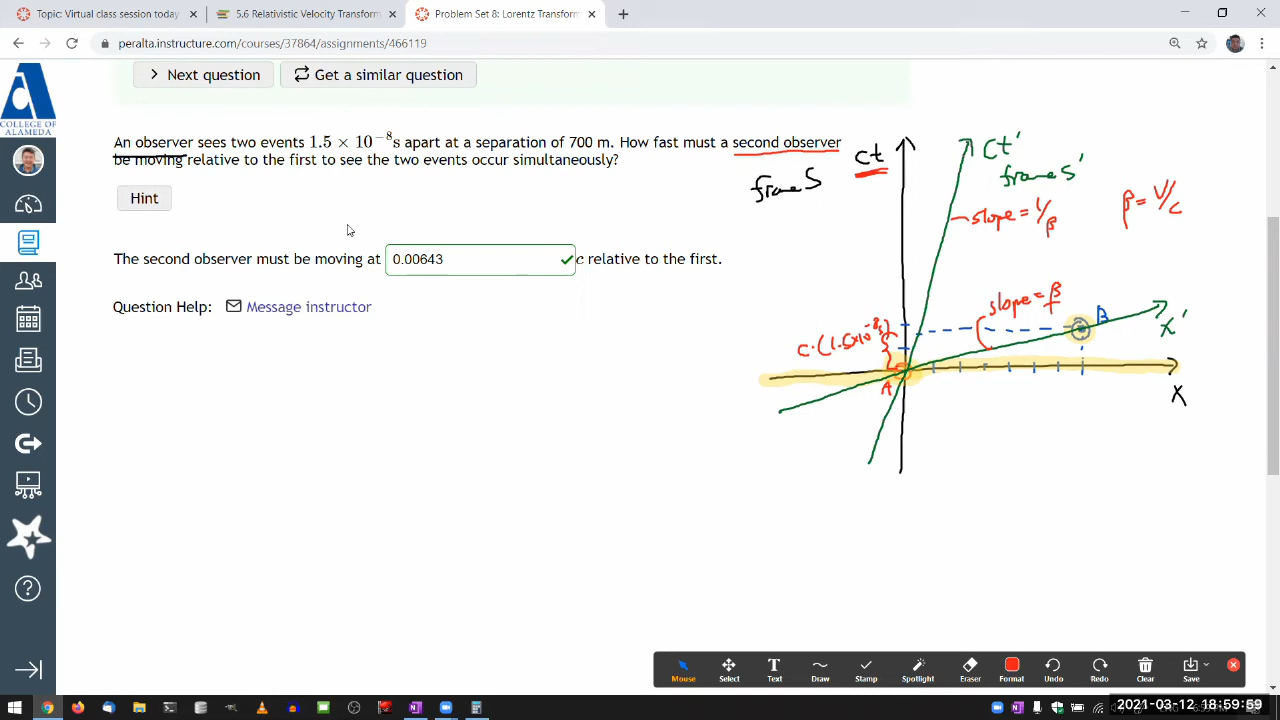 Topic: Virtual class session today
5.6 Relativistic Velocity Transform
Problem Set 8: Lorentz Transform
peralta.instructure.com/courses/37864/assignments/466119
COLLEGE OF
ALAMEDA
Next question
Get a similar question
An observer sees two events 1.5 × 10⁻⁸s apart at a separation of 700 m. How fast must a second observer
be moving relative to the first to see the two events occur simultaneously?
Hint
The second observer must be moving at 0.00643 c relative to the first.
Question Help: Message instructor
ct
frame S
ct'
frame S'
slope = 1/β
β = V/c
slope = β
B
x'
c·(1.5×10⁻⁸s)
A
x
Mouse
Select
Text
Draw
Stamp
Spotlight
Eraser
Format
Undo
Redo
Clear
Save
2021-03-12 18:59:59